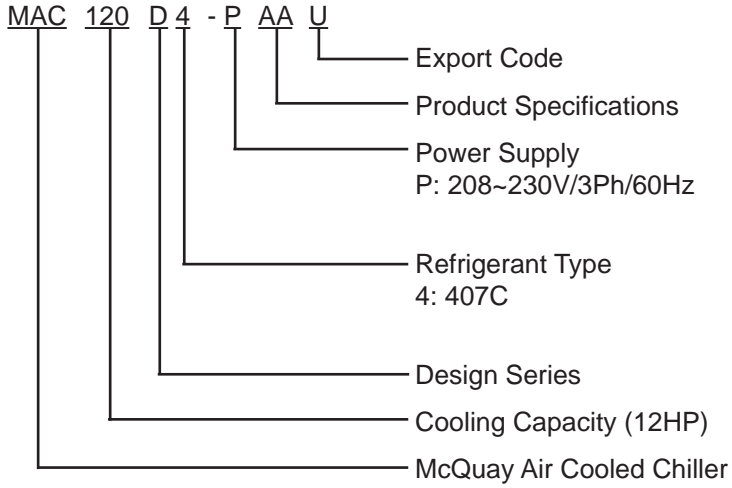 MAC 120 D 4 - P AA U
Export Code
Product Specifications
Power Supply
P: 208~230V/3Ph/60Hz
Refrigerant Type
4: 407C
Design Series
Cooling Capacity (12HP)
McQuay Air Cooled Chiller